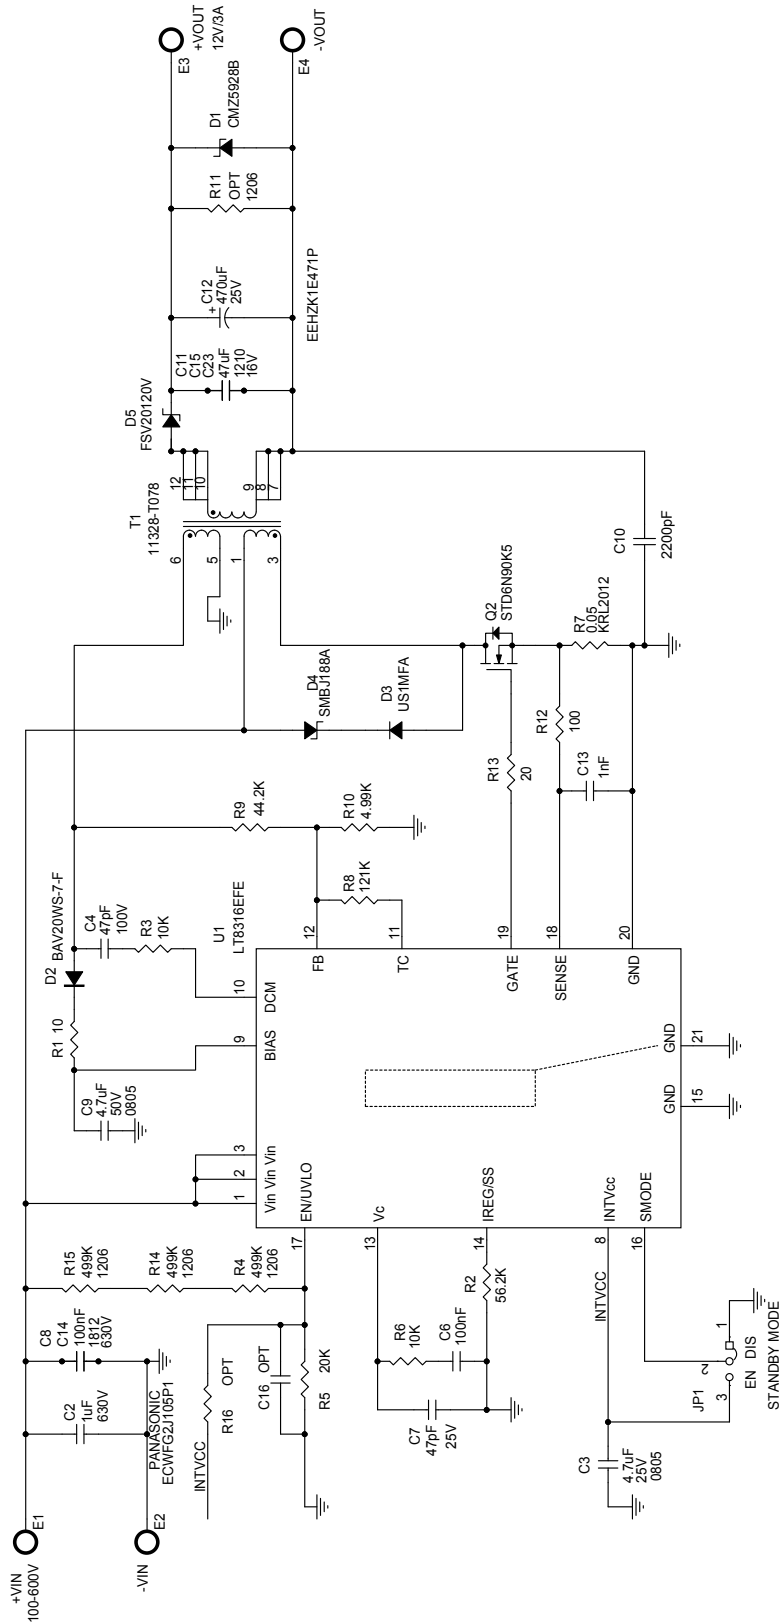 +VIN
100-600V
E1
-VIN
E2
C2
1uF
630V
PANASONIC
ECWFG2J105P1
C8
C14
100nF
1812
630V
R15
499K
1206
R14
499K
1206
R4
499K
1206
INTVCC
R16
OPT
C16
OPT
R5
20K
C9
4.7uF
50V
0805
R1 10
D2
BAV20WS-7-F
C4
47pF
100V
R3
10K
U1
LT8316EFE
1
2
3
Vin Vin Vin
9
BIAS
10
DCM
17
EN/UVLO
13
Vc
14
IREG/SS
8
INTVcc
16
SMODE
15
GND
21
GND
12
FB
11
TC
19
GATE
18
SENSE
20
GND
R6
10K
C6
100nF
C7
47pF
25V
R2
56.2K
INTVCC
C3
4.7uF
25V
0805
JP1
3
2
1
EN
DIS
STANDBY MODE
R9
44.2K
R10
4.99K
R8
121K
D4
SMBJ188A
D3
US1MFA
R13
20
Q2
STD6N90K5
R12
100
C13
1nF
R7
0.05
KRL2012
C10
2200pF
T1
11328-T078
6
5
1
3
12
11
10
9
8
7
D5
FSV20120V
C11
C15
C23
47uF
1210
16V
+
C12
470uF
25V
EEHZK1E471P
R11
OPT
1206
D1
CMZ5928B
E3
+VOUT
12V/3A
E4
-VOUT